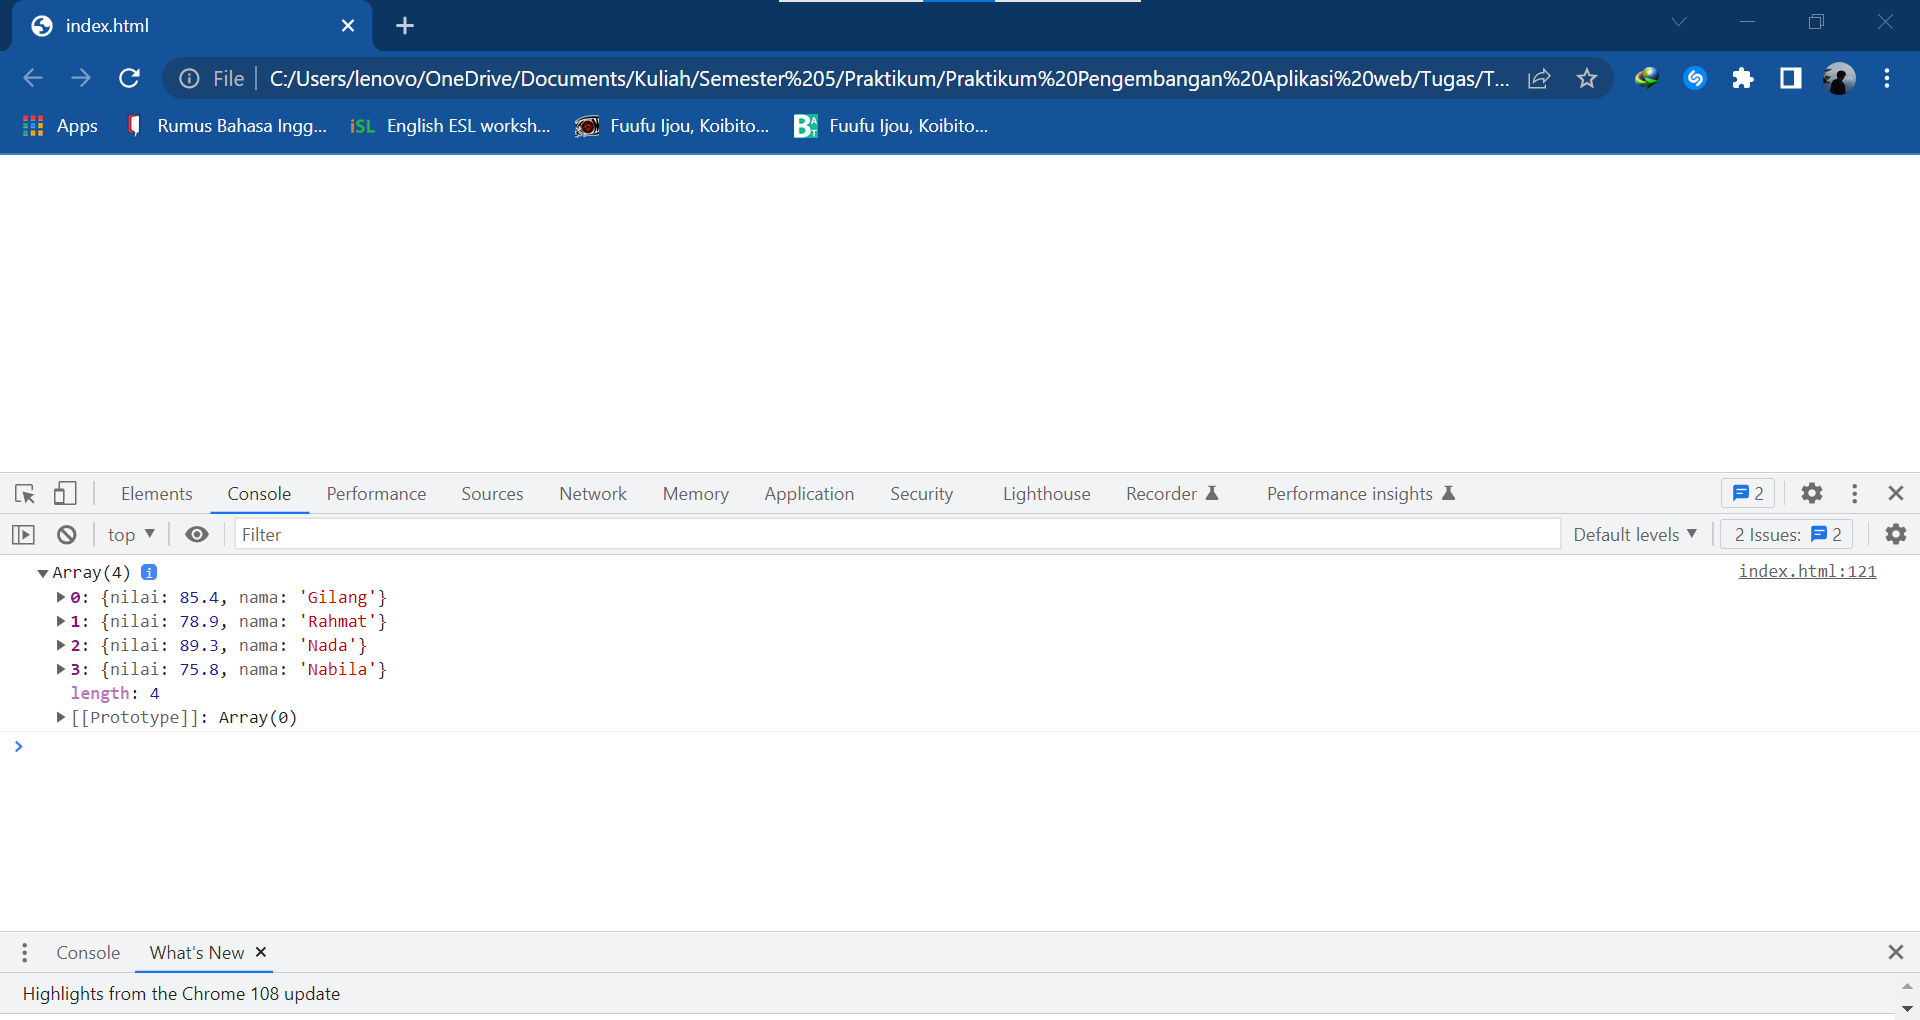 index.html
File C:/Users/lenovo/OneDrive/Documents/Kuliah/Semester%205/Praktikum/Praktikum%20Pengembangan%20Aplikasi%20web/Tugas/T...
Apps Rumus Bahasa Ingg... iSL English ESL worksh... Fuufu Ijou, Koibito... BAT Fuufu Ijou, Koibito...
Elements Console Performance Sources Network Memory Application Security Lighthouse Recorder Performance insights 2
top Filter Default levels 2 Issues: 2
Array(4) i index.html:121
0: {nilai: 85.4, nama: 'Gilang'}
1: {nilai: 78.9, nama: 'Rahmat'}
2: {nilai: 89.3, nama: 'Nada'}
3: {nilai: 75.8, nama: 'Nabila'}
length: 4
[[Prototype]]: Array(0)
Console What's New
Highlights from the Chrome 108 update